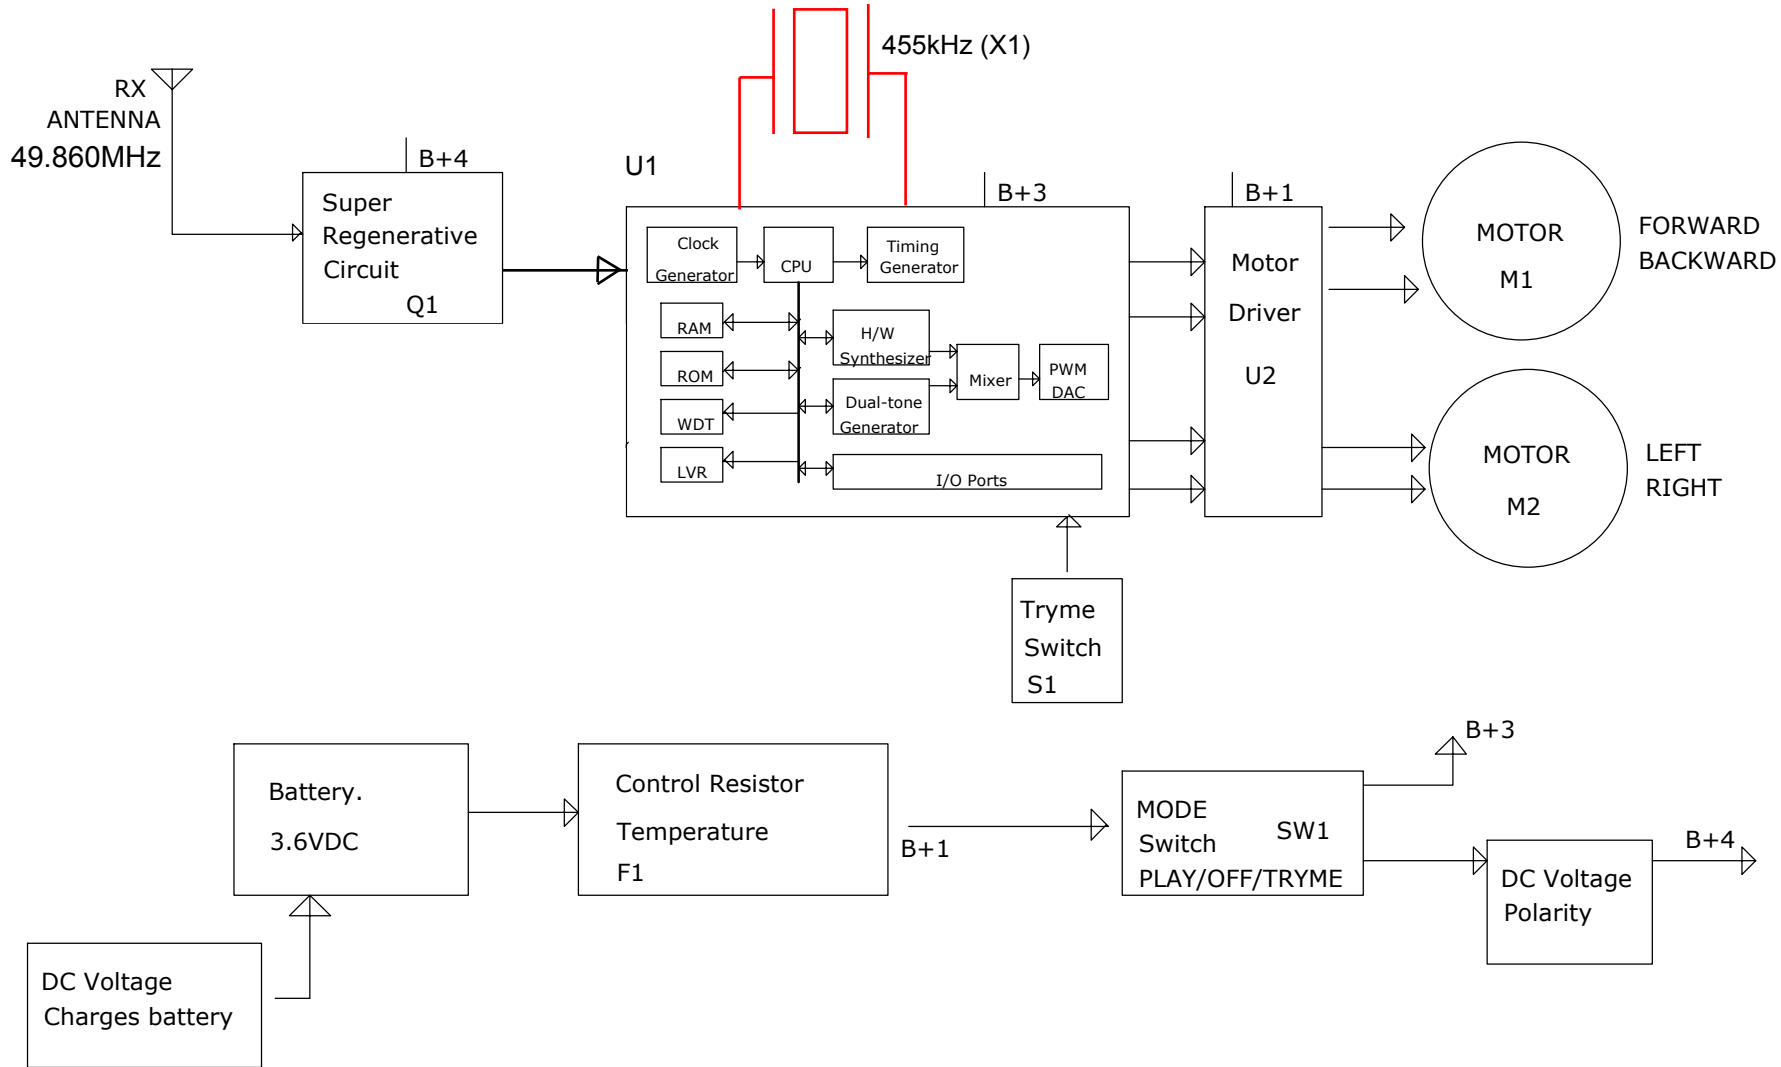 455kHz (X1)
RX
ANTENNA
49.860MHz
B+4
Super
Regenerative
Circuit
Q1
U1
B+3
Clock
Generator
CPU
Timing
Generator
RAM
ROM
WDT
LVR
H/W
Synthesizer
Dual-tone
Generator
Mixer
PWM
DAC
I/O Ports
B+1
Motor
Driver
U2
MOTOR
M1
FORWARD
BACKWARD
MOTOR
M2
LEFT
RIGHT
Tryme
Switch
S1
Battery.
3.6VDC
Control Resistor
Temperature
F1
B+1
MODE
Switch SW1
PLAY/OFF/TRYME
B+3
B+4
DC Voltage
Polarity
DC Voltage
Charges battery